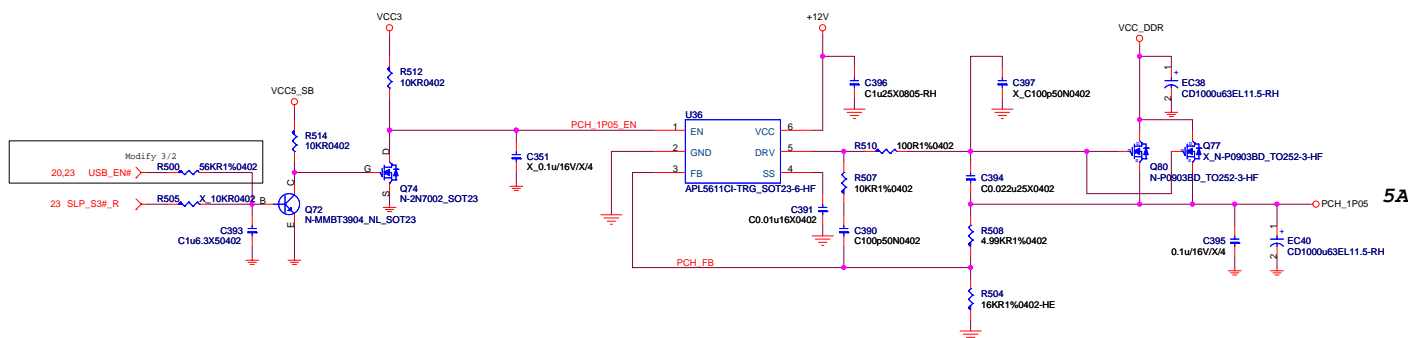 VCC3
+12V
VCC_DDR
R512
10KR0402
VCC5_SB
R514
10KR0402
C396
C1u25X0805-RH
C397
X_C100p50N0402
1
2
+
EC38
CD1000u63EL11.5-RH
U36
PCH_1P05_EN
1
EN
VCC
6
2
GND
DRV
5
3
FB
SS
4
APL5611CI-TRG_SOT23-6-HF
C351
X_0.1u/16V/X/4
R510
100R1%0402
Q77
X_N-P0903BD_TO252-3-HF
Q80
N-P0903BD_TO252-3-HF
Modify 3/2
20,23
USB_EN#
R500
56KR1%0402
23
SLP_S3#_R
R505
X_10KR0402
C
B
E
Q72
N-MMBT3904_NL_SOT23
C393
C1u6.3X50402
D
G
S
Q74
N-2N7002_SOT23
R507
10KR1%0402
C391
C0.01u16X0402
C390
C100p50N0402
C394
C0.022u25X0402
PCH_1P05
5A
R508
4.99KR1%0402
C395
0.1u/16V/X/4
1
2
+
EC40
CD1000u63EL11.5-RH
PCH_FB
R504
16KR1%0402-HE